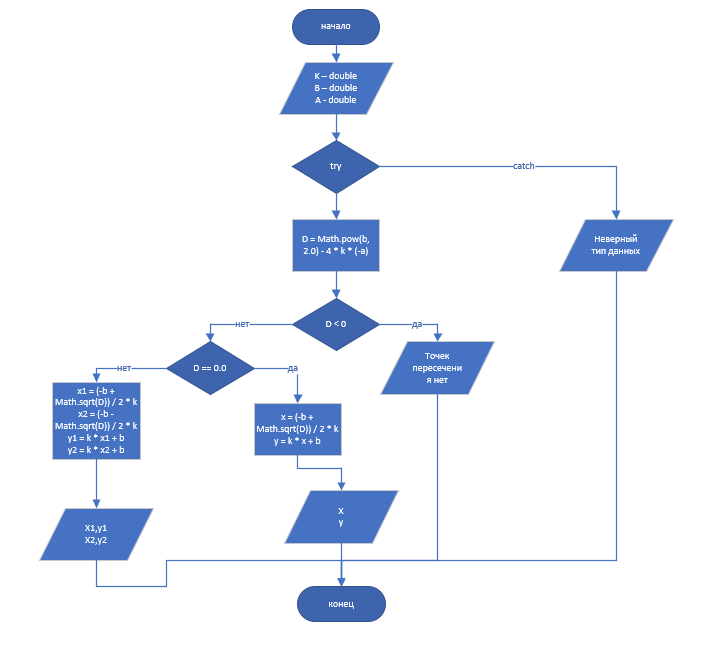 начало
K – double
B – double
A - double
try
catch
D = Math.pow(b,
2.0) - 4 * k * (-a)
Неверный
тип данных
D < 0
нет
да
D == 0.0
Точек
пересечени
я нет
нет
да
x1 = (-b +
Math.sqrt(D)) / 2 * k
x2 = (-b -
Math.sqrt(D)) / 2 * k
y1 = k * x1 + b
y2 = k * x2 + b
x = (-b +
Math.sqrt(D)) / 2 * k
y = k * x + b
X1,y1
X2,y2
X
y
конец